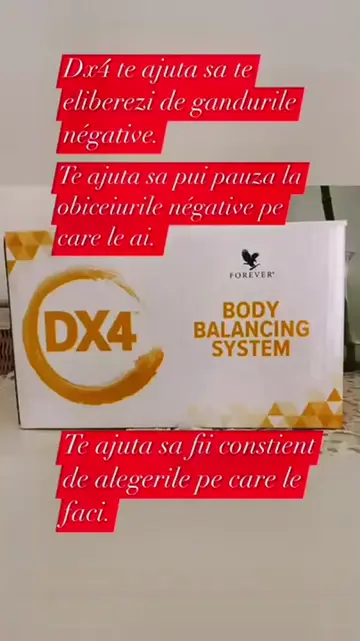 Dx4 te ajuta sa te
eliberezi de gandurile
négative.
Te ajuta sa pui pauza la
obiceiurile négative pe
care le ai.
FOREVER®
DX4™
BODY
BALANCING
SYSTEM
Te ajuta sa fii constient
de alegerile pe care le
faci.